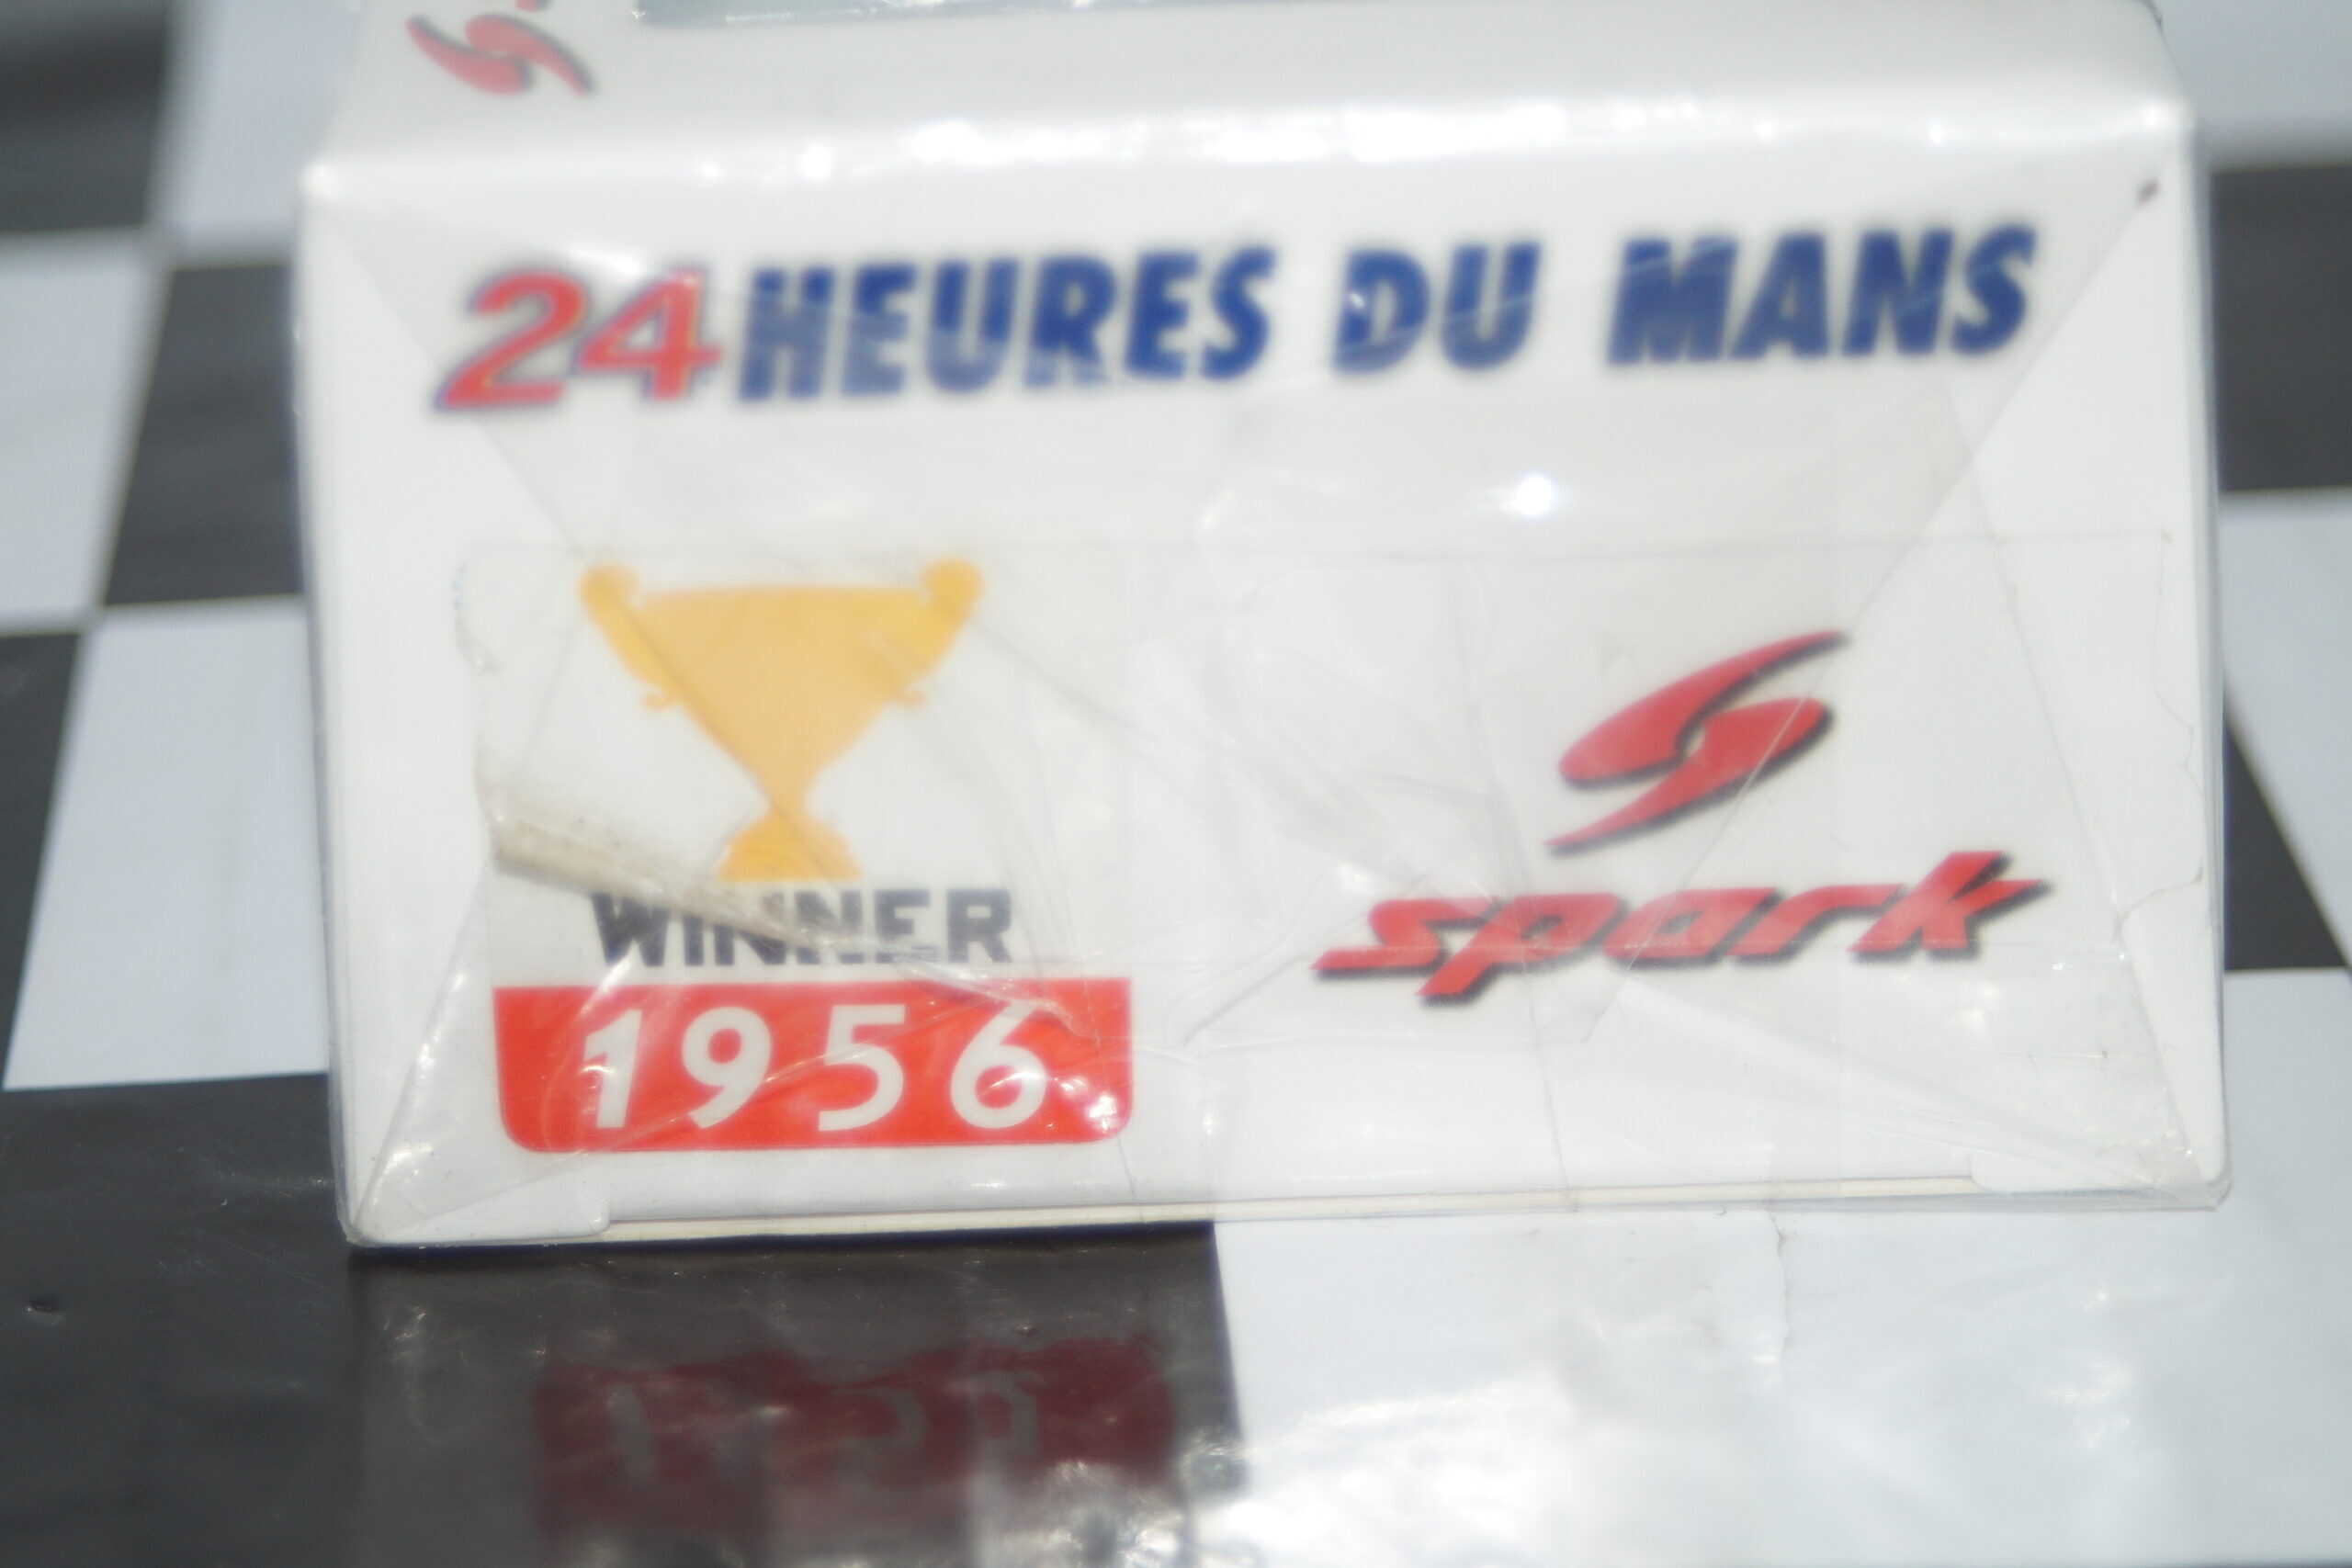 24 HEURES DU MANS
WINNER
1956
spark